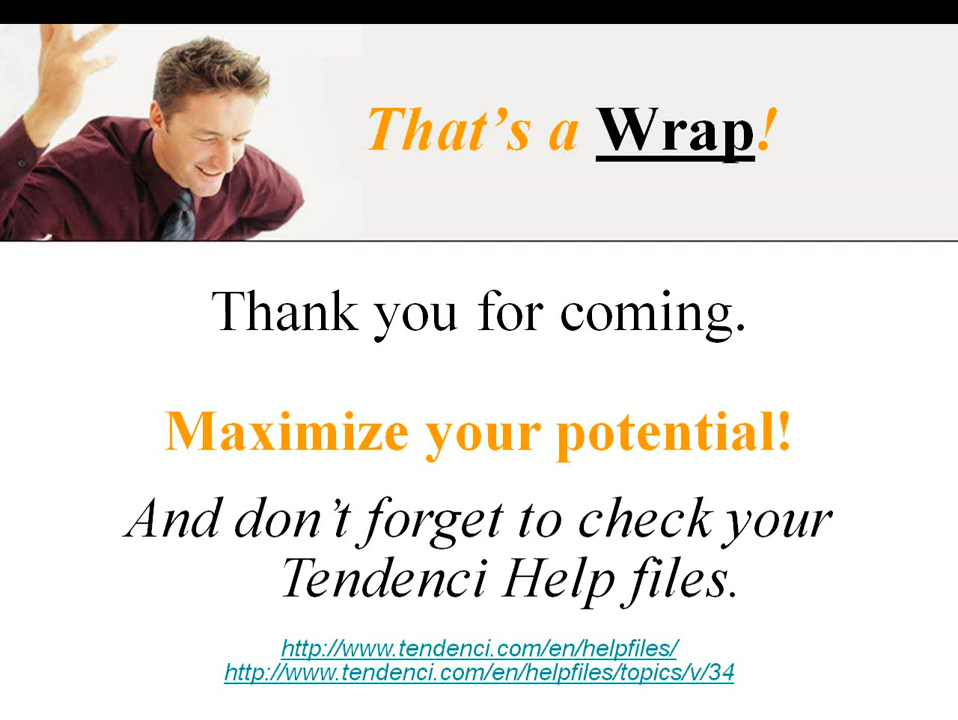 That’s a Wrap!
Thank you for coming.
Maximize your potential!
And don’t forget to check your
Tendenci Help files.
http://www.tendenci.com/en/helpfiles/
http://www.tendenci.com/en/helpfiles/topics/v/34